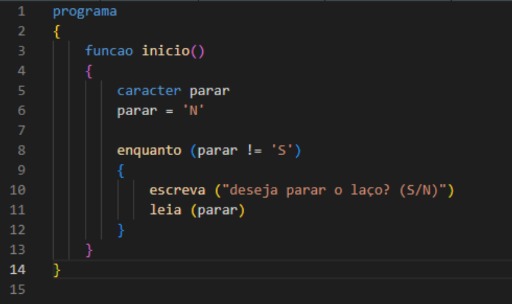 1 programa
2 {
3 funcao inicio()
4 {
5 caracter parar
6 parar = 'N'
7
8 enquanto (parar != 'S')
9 {
10 escreva ("deseja parar o laço? (S/N)")
11 leia (parar)
12 }
13 }
14 }
15